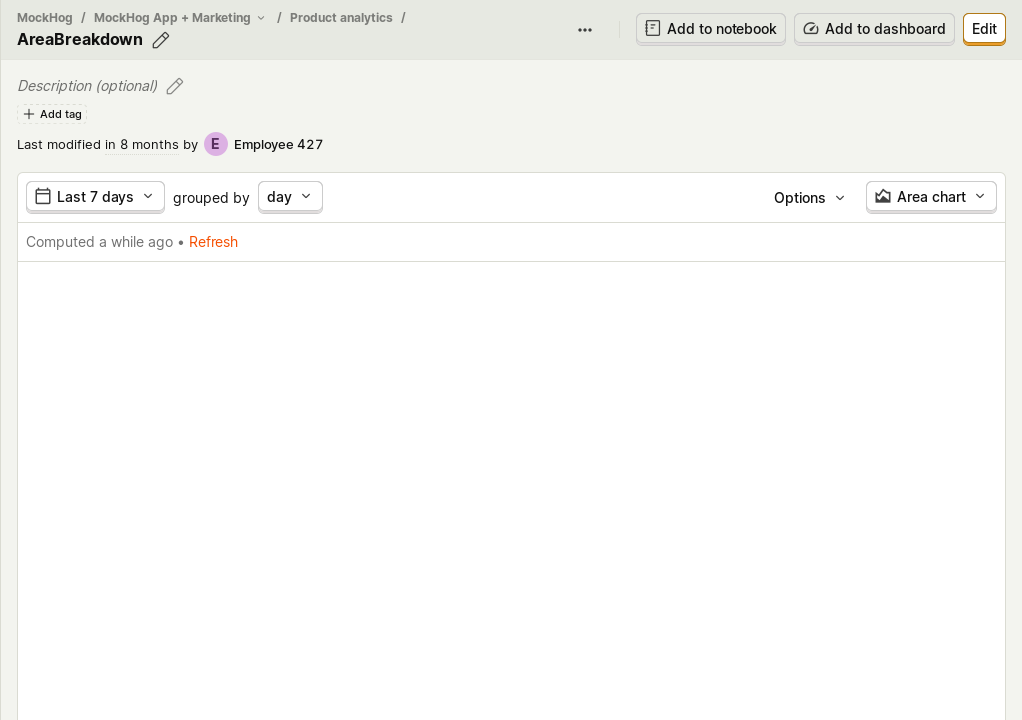 MockHog / MockHog App + Marketing / Product analytics /
AreaBreakdown
Add to notebook
Add to dashboard
Edit
Description (optional)
Add tag
Last modified in 8 months by E Employee 427
Last 7 days grouped by day Options Area chart
Computed a while ago • Refresh